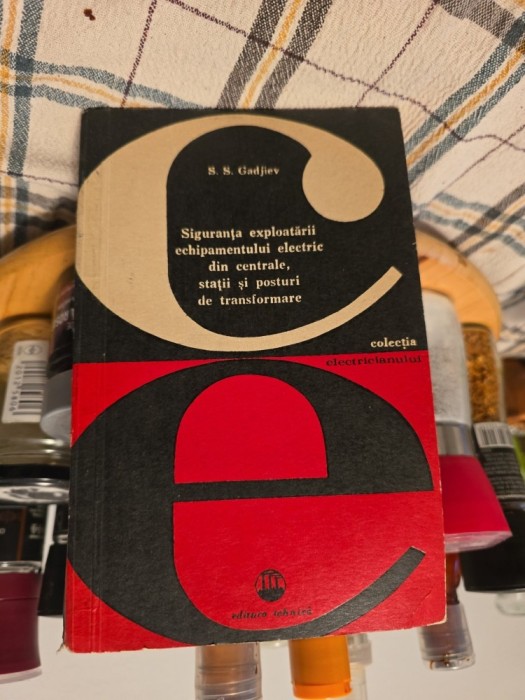 S. S. Gadjiev
Siguranța exploatării
echipamentului electric
din centrale,
stații și posturi
de transformare
colecția
electricianului
editura tehnică